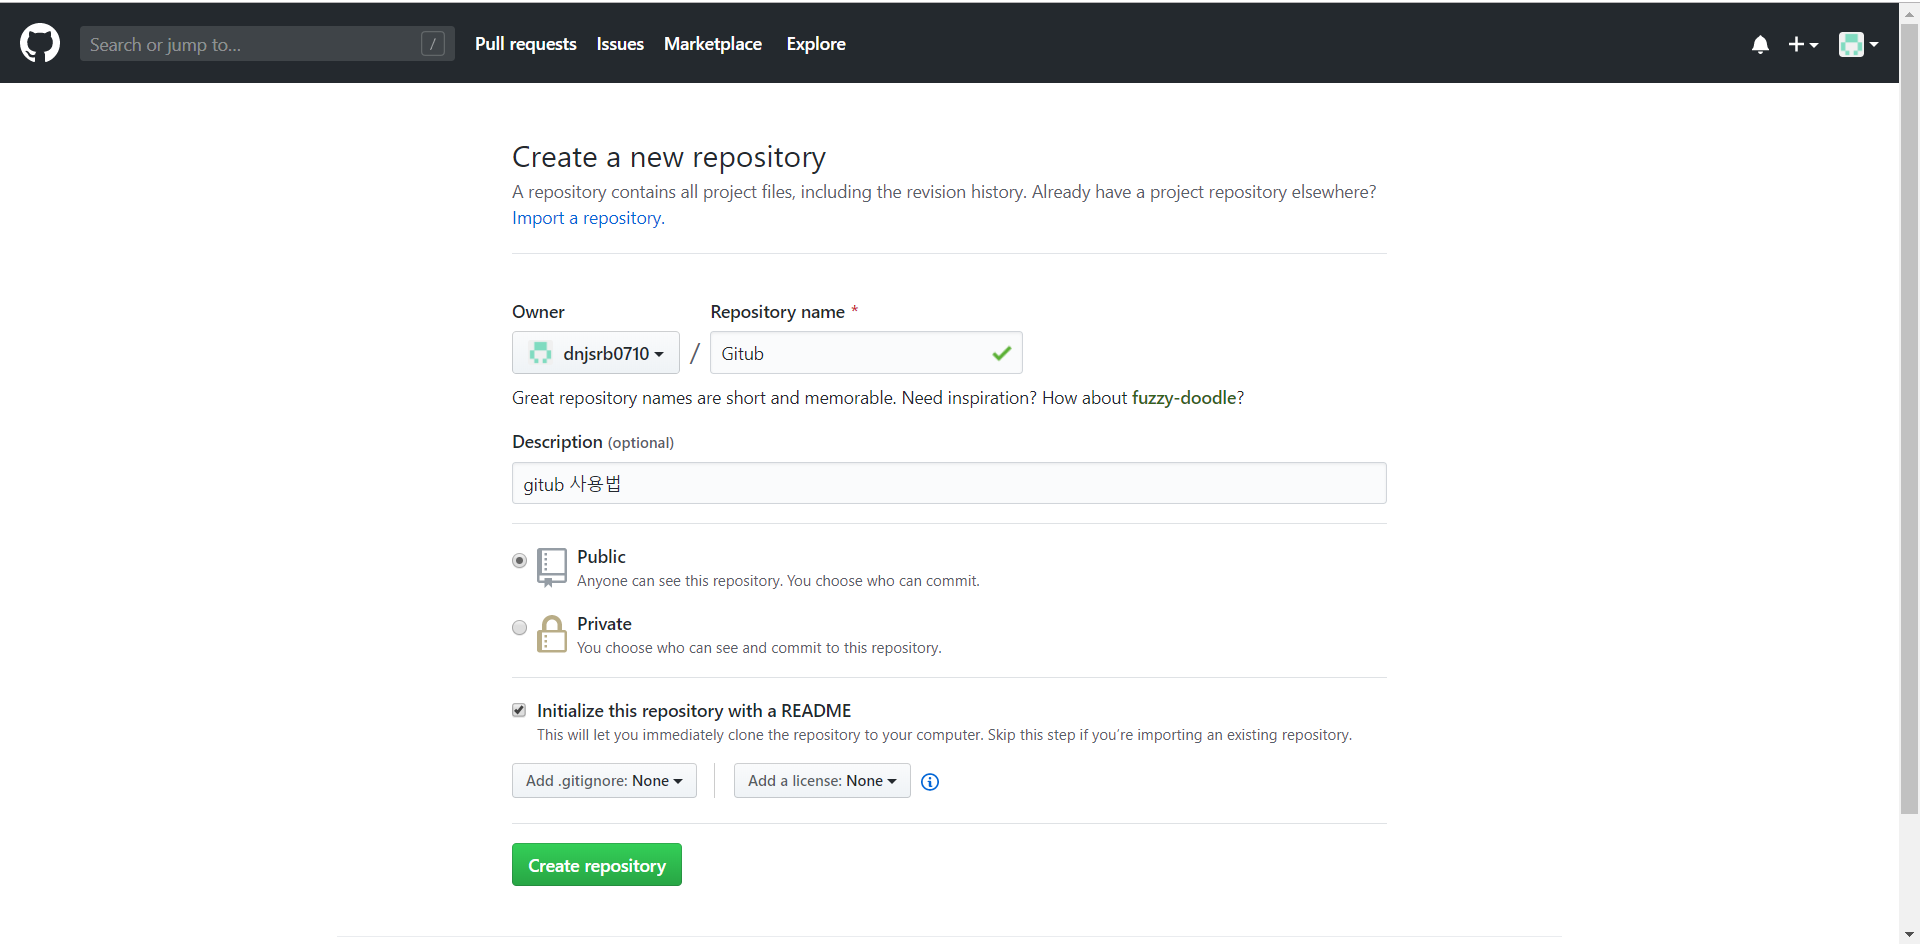 Search or jump to... / Pull requests Issues Marketplace Explore
Create a new repository
A repository contains all project files, including the revision history. Already have a project repository elsewhere?
Import a repository.
Owner Repository name *
dnjsrb0710 / Gitub
Great repository names are short and memorable. Need inspiration? How about fuzzy-doodle?
Description (optional)
gitub 사용법
Public
Anyone can see this repository. You choose who can commit.
Private
You choose who can see and commit to this repository.
Initialize this repository with a README
This will let you immediately clone the repository to your computer. Skip this step if you’re importing an existing repository.
Add .gitignore: None Add a license: None
Create repository